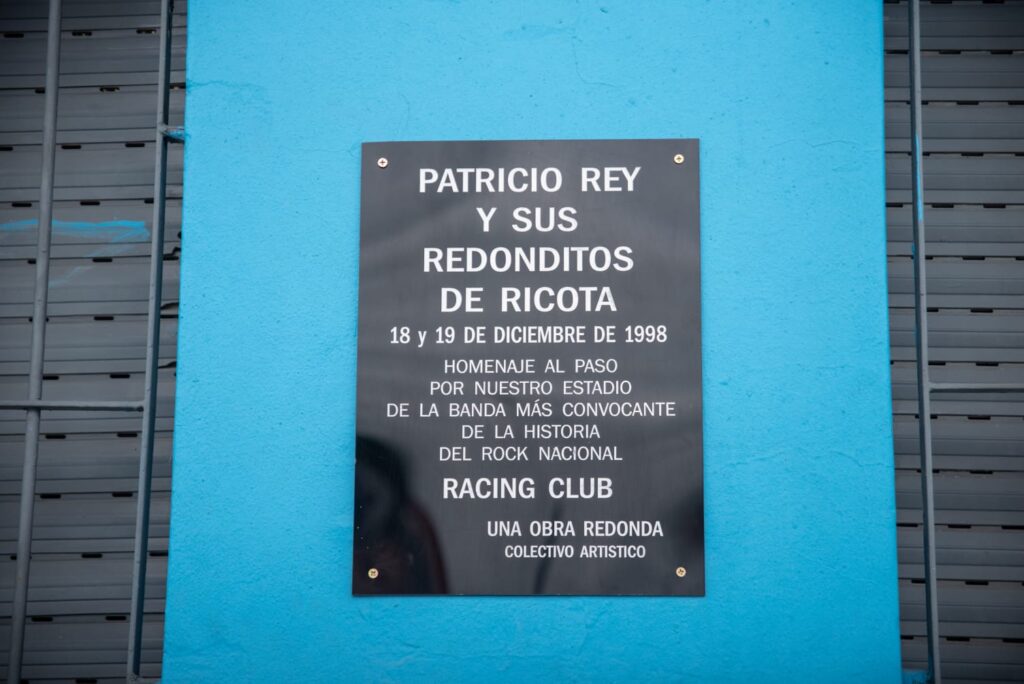 PATRICIO REY
Y SUS
REDONDITOS
DE RICOTA
18 y 19 DE DICIEMBRE DE 1998
HOMENAJE AL PASO
POR NUESTRO ESTADIO
DE LA BANDA MÁS CONVOCANTE
DE LA HISTORIA
DEL ROCK NACIONAL
RACING CLUB
UNA OBRA REDONDA
COLECTIVO ARTISTICO